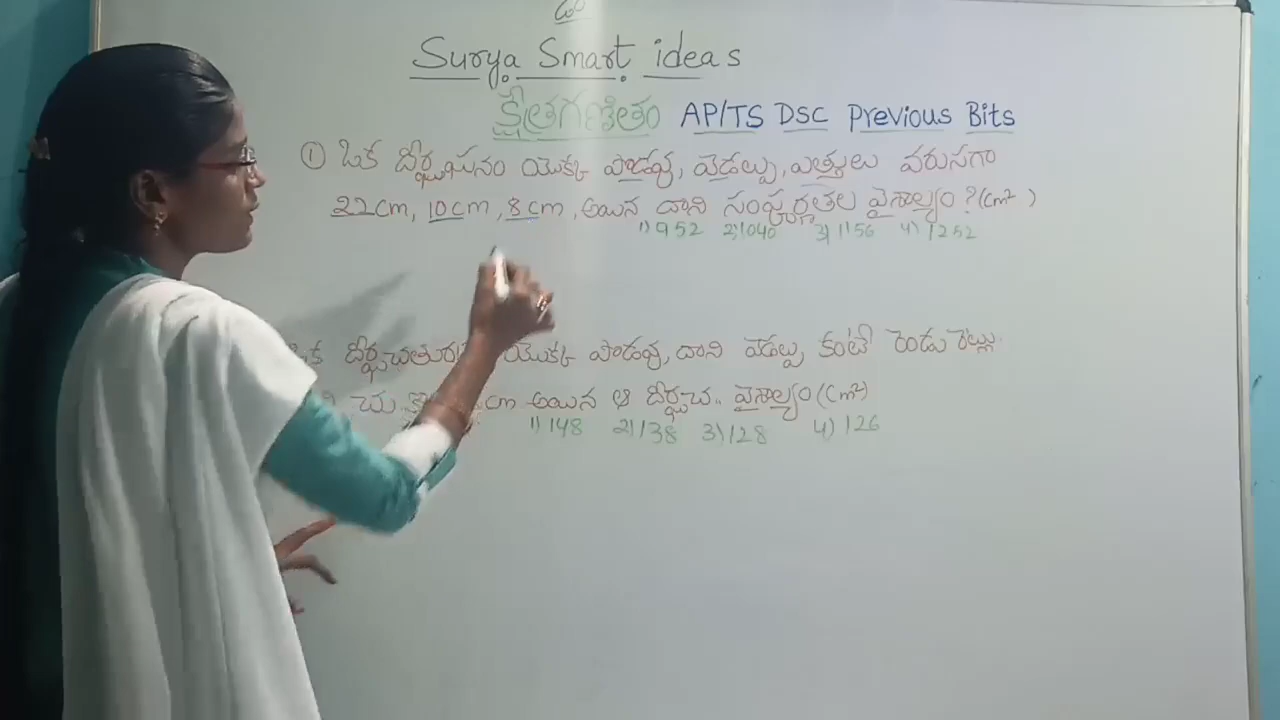 Surya Smart ideas
క్షేత్రగణితం AP/TS DSC Previous Bits
① ఒక దీర్ఘఘనం యొక్క పొడవు, వెడల్పు, ఎత్తులు వరుసగా
22cm, 10cm, 8cm, అయిన దాని సంపూర్ణతల వైశాల్యం ? (cm²)
1) 952 2) 1040 3) 1156 4) 1252
దీర్ఘచతుర యొక్క పొడవు, దాని వెడల్పు కంటే రెండు రెట్లు
cm అయిన ఆ దీర్ఘచ.. వైశాల్యం (cm²)
1) 148 2) 138 3) 128 4) 126